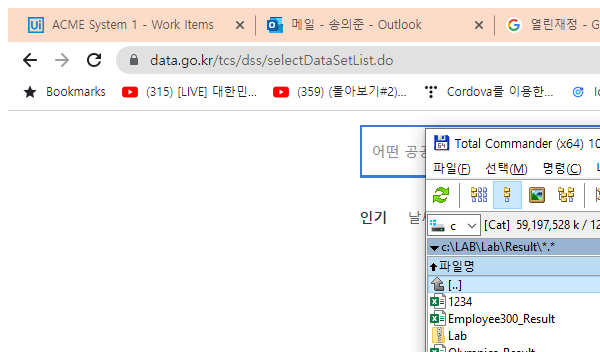 ACME System 1 - Work Items
메일 - 송의준 - Outlook
열린재정 - G
data.go.kr/tcs/dss/selectDataSetList.do
Bookmarks
(315) [LIVE] 대한민...
(359) (몰아보기#2)...
Cordova를 이용한...
어떤 공공
인기
Total Commander (x64) 10
파일(F) 선택(M) 명령(C)
c [Cat] 59,197,528 k / 12
c:\LAB\Lab\Result\*.*
파일명
[..]
1234
Employee300_Result
Lab